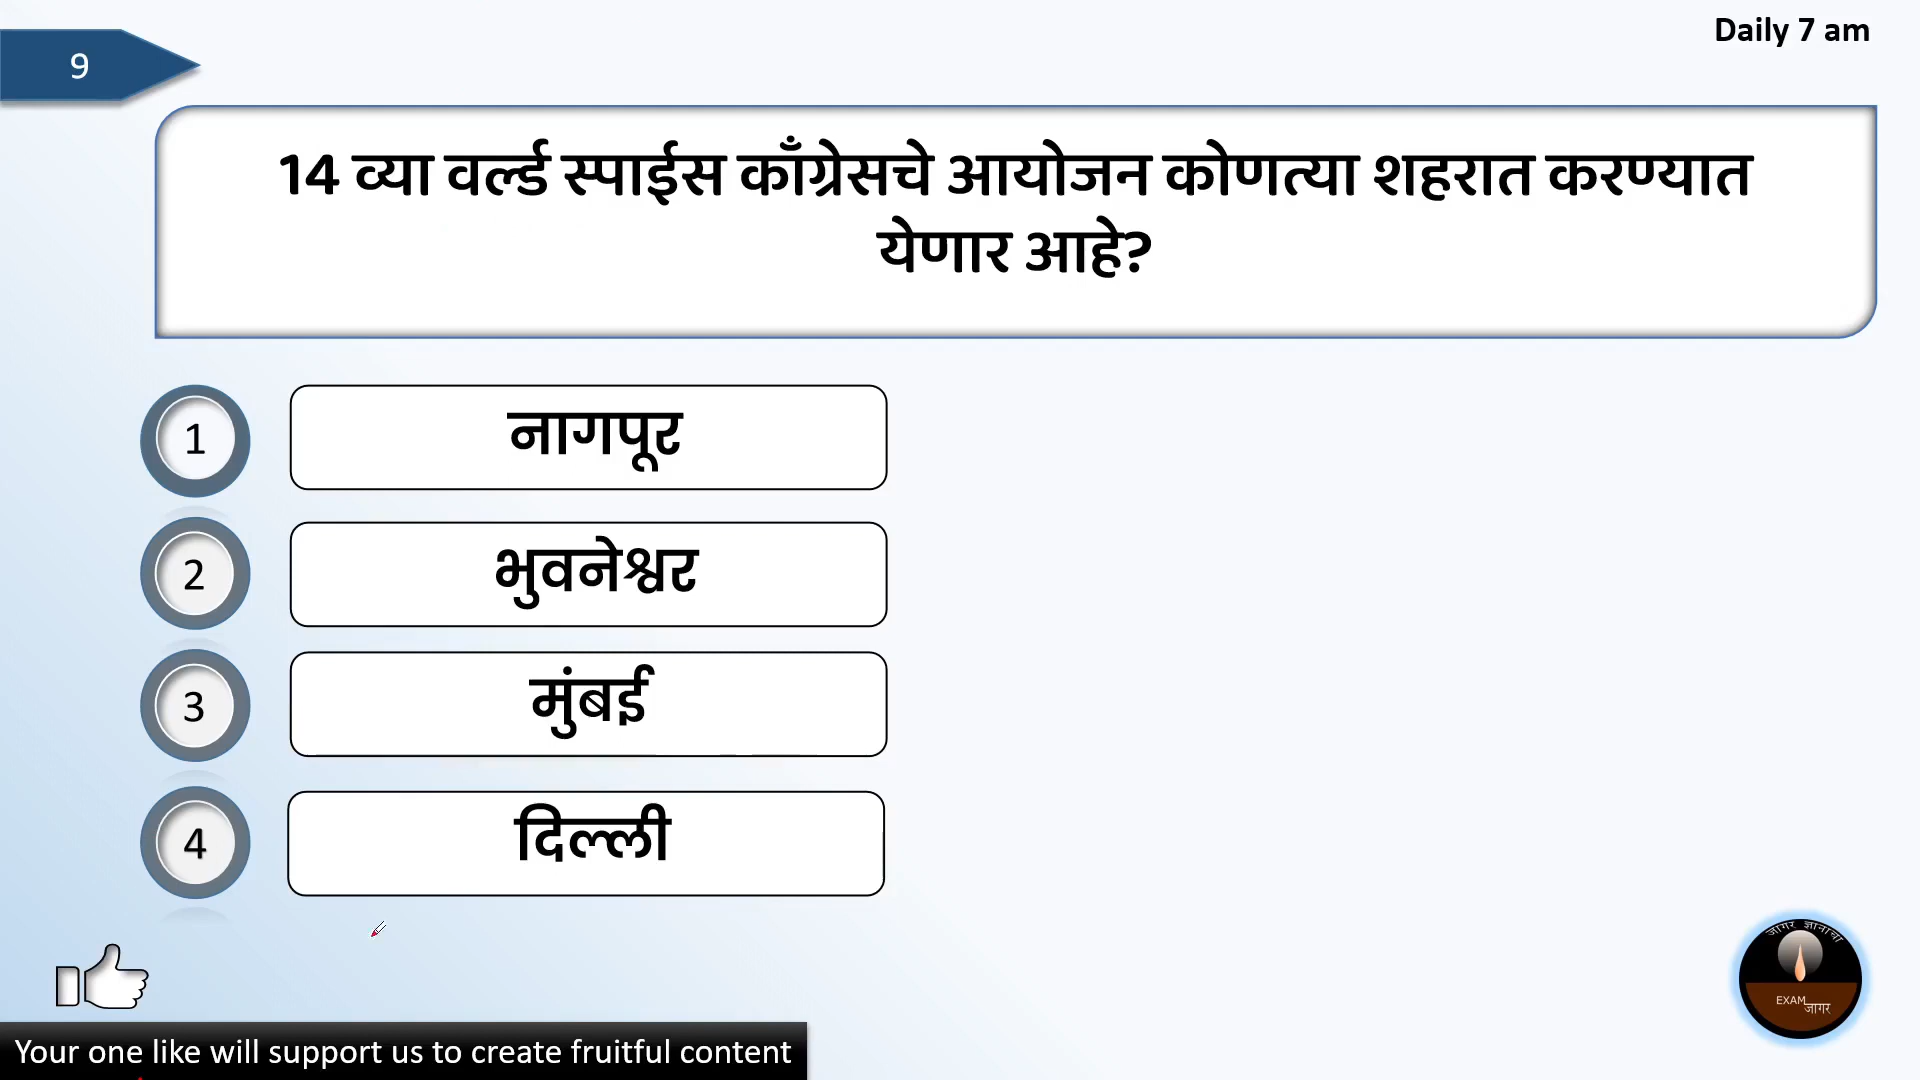 Daily 7 am
9
14 व्या वर्ल्ड स्पाईस काँग्रेसचे आयोजन कोणत्या शहरात करण्यात
येणार आहे?
1
नागपूर
2
भुवनेश्वर
3
मुंबई
4
दिल्ली
जागर ज्ञानाचा
EXAM
जागर
Your one like will support us to create fruitful content